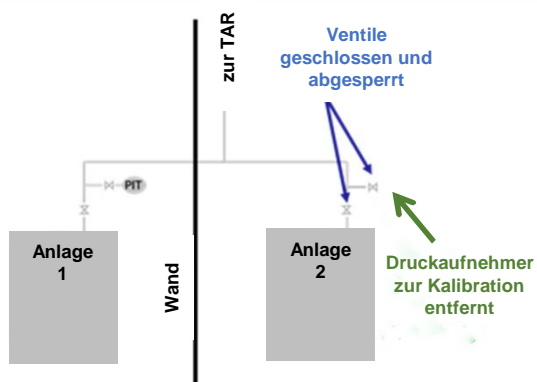 zur TAR
Ventile
geschlossen und
abgesperrt
PIT
Anlage
1
Wand
Anlage
2
Druckaufnehmer
zur Kalibration
entfernt